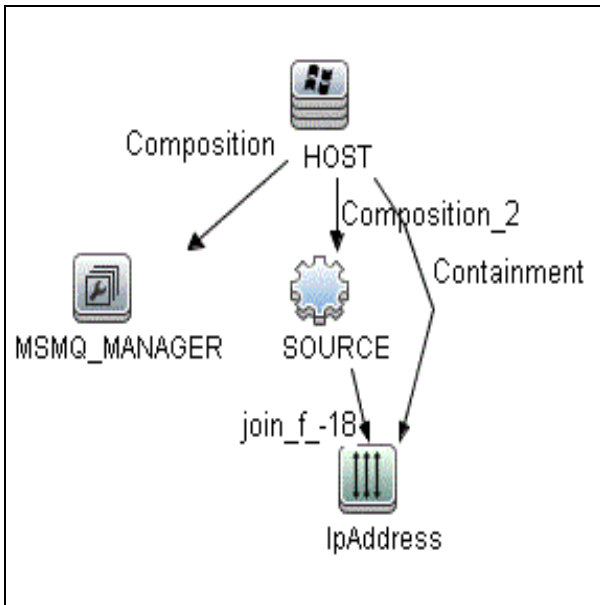 Composition
HOST
Composition_2
Containment
MSMQ_MANAGER
SOURCE
join_f_-18
IpAddress